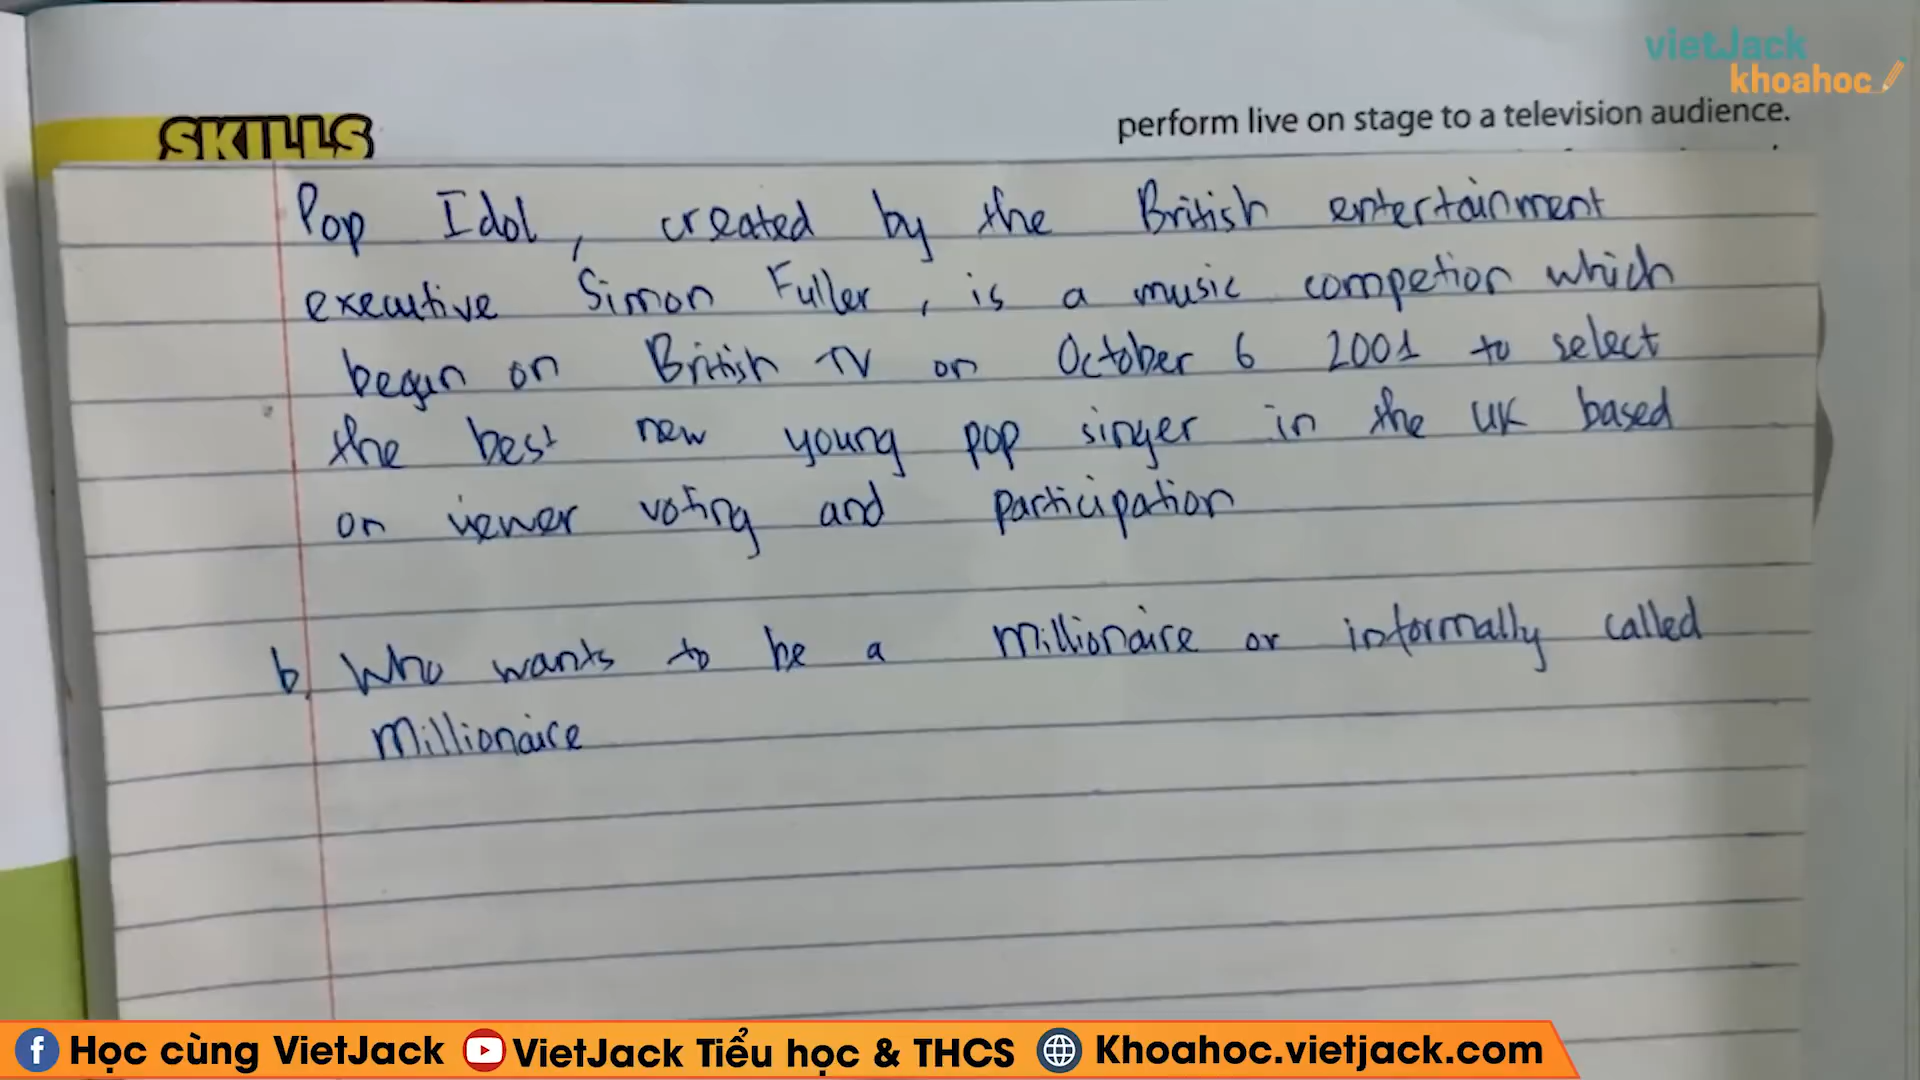 vietJack
khoahoc
SKILLS
perform live on stage to a television audience.
Pop Idol, created by the British entertainment
executive Simon Fuller, is a music competion which
begun on British TV on October 6 2001 to select
the best new young pop singer in the UK based
on viewer voting and participation
b, Who wants to be a millionaire or informally called
millionaire
Học cùng VietJack VietJack Tiểu học & THCS Khoahoc.vietjack.com